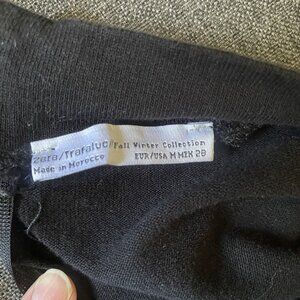 Zara/Trafaluc/Fall Winter Collection
Made in Morocco EUR/USA M MEX 28